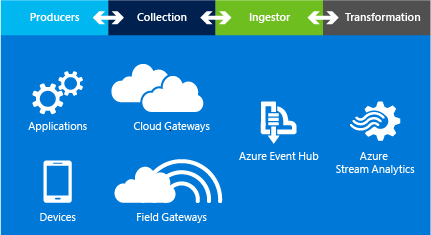 Producers
Collection
Ingestor
Transformation
Applications
Cloud Gateways
Azure Event Hub
Azure
Stream Analytics
Devices
Field Gateways